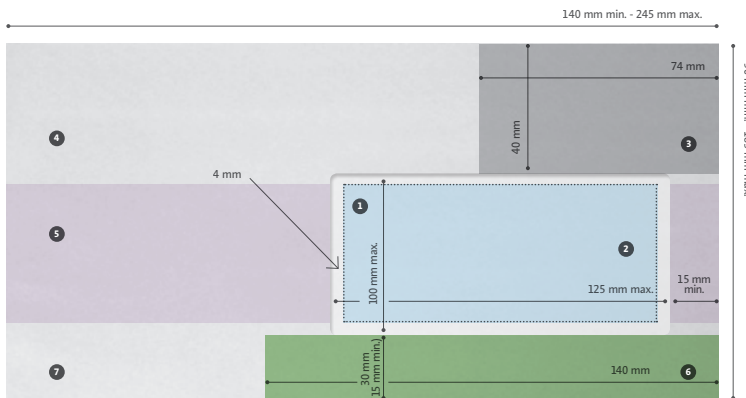 140 mm min. - 245 mm max.
74 mm
40 mm
3
4
4 mm
1
5
2
100 mm max.
125 mm max.
15 mm
min.
30 mm
15 mm min.)
140 mm
7
6